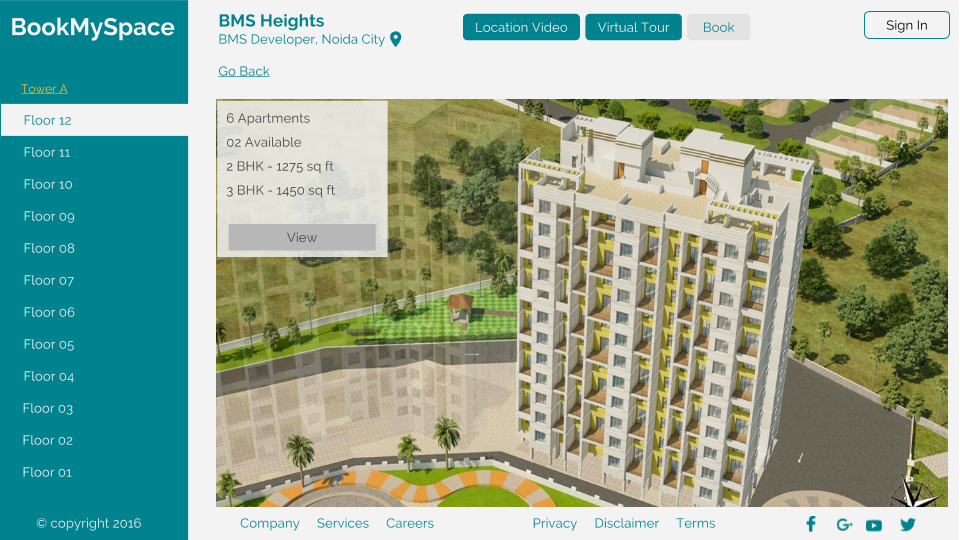 BookMySpace
Tower A
Floor 12
Floor 11
Floor 10
Floor 09
Floor 08
Floor 07
Floor 06
Floor 05
Floor 04
Floor 03
Floor 02
Floor 01
© copyright 2016
BMS Heights
BMS Developer, Noida City
Location Video
Virtual Tour
Book
Sign In
Go Back
6 Apartments
02 Available
2 BHK - 1275 sq ft
3 BHK - 1450 sq ft
View
Company Services Careers
Privacy Disclaimer Terms